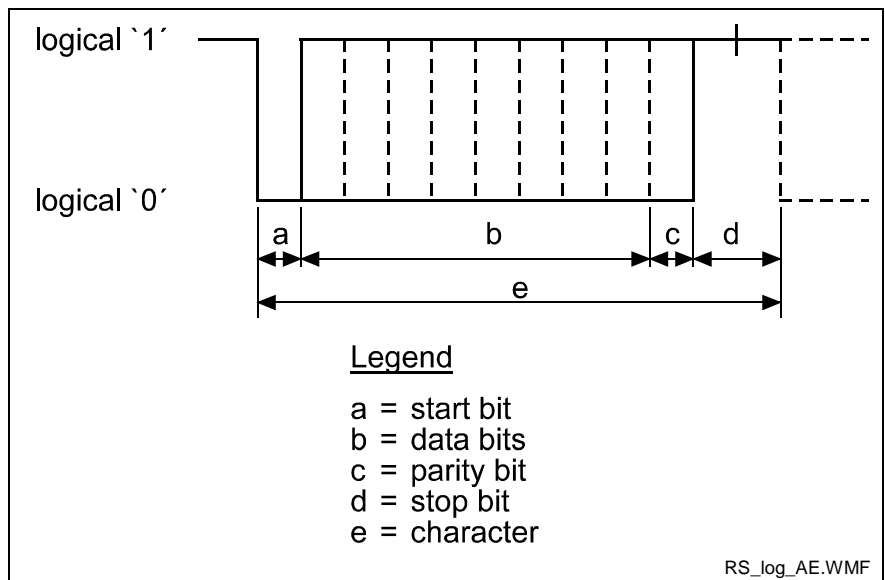 logical `1´
logical `0´
a b c d
e
Legend
a = start bit
b = data bits
c = parity bit
d = stop bit
e = character
RS_log_AE.WMF